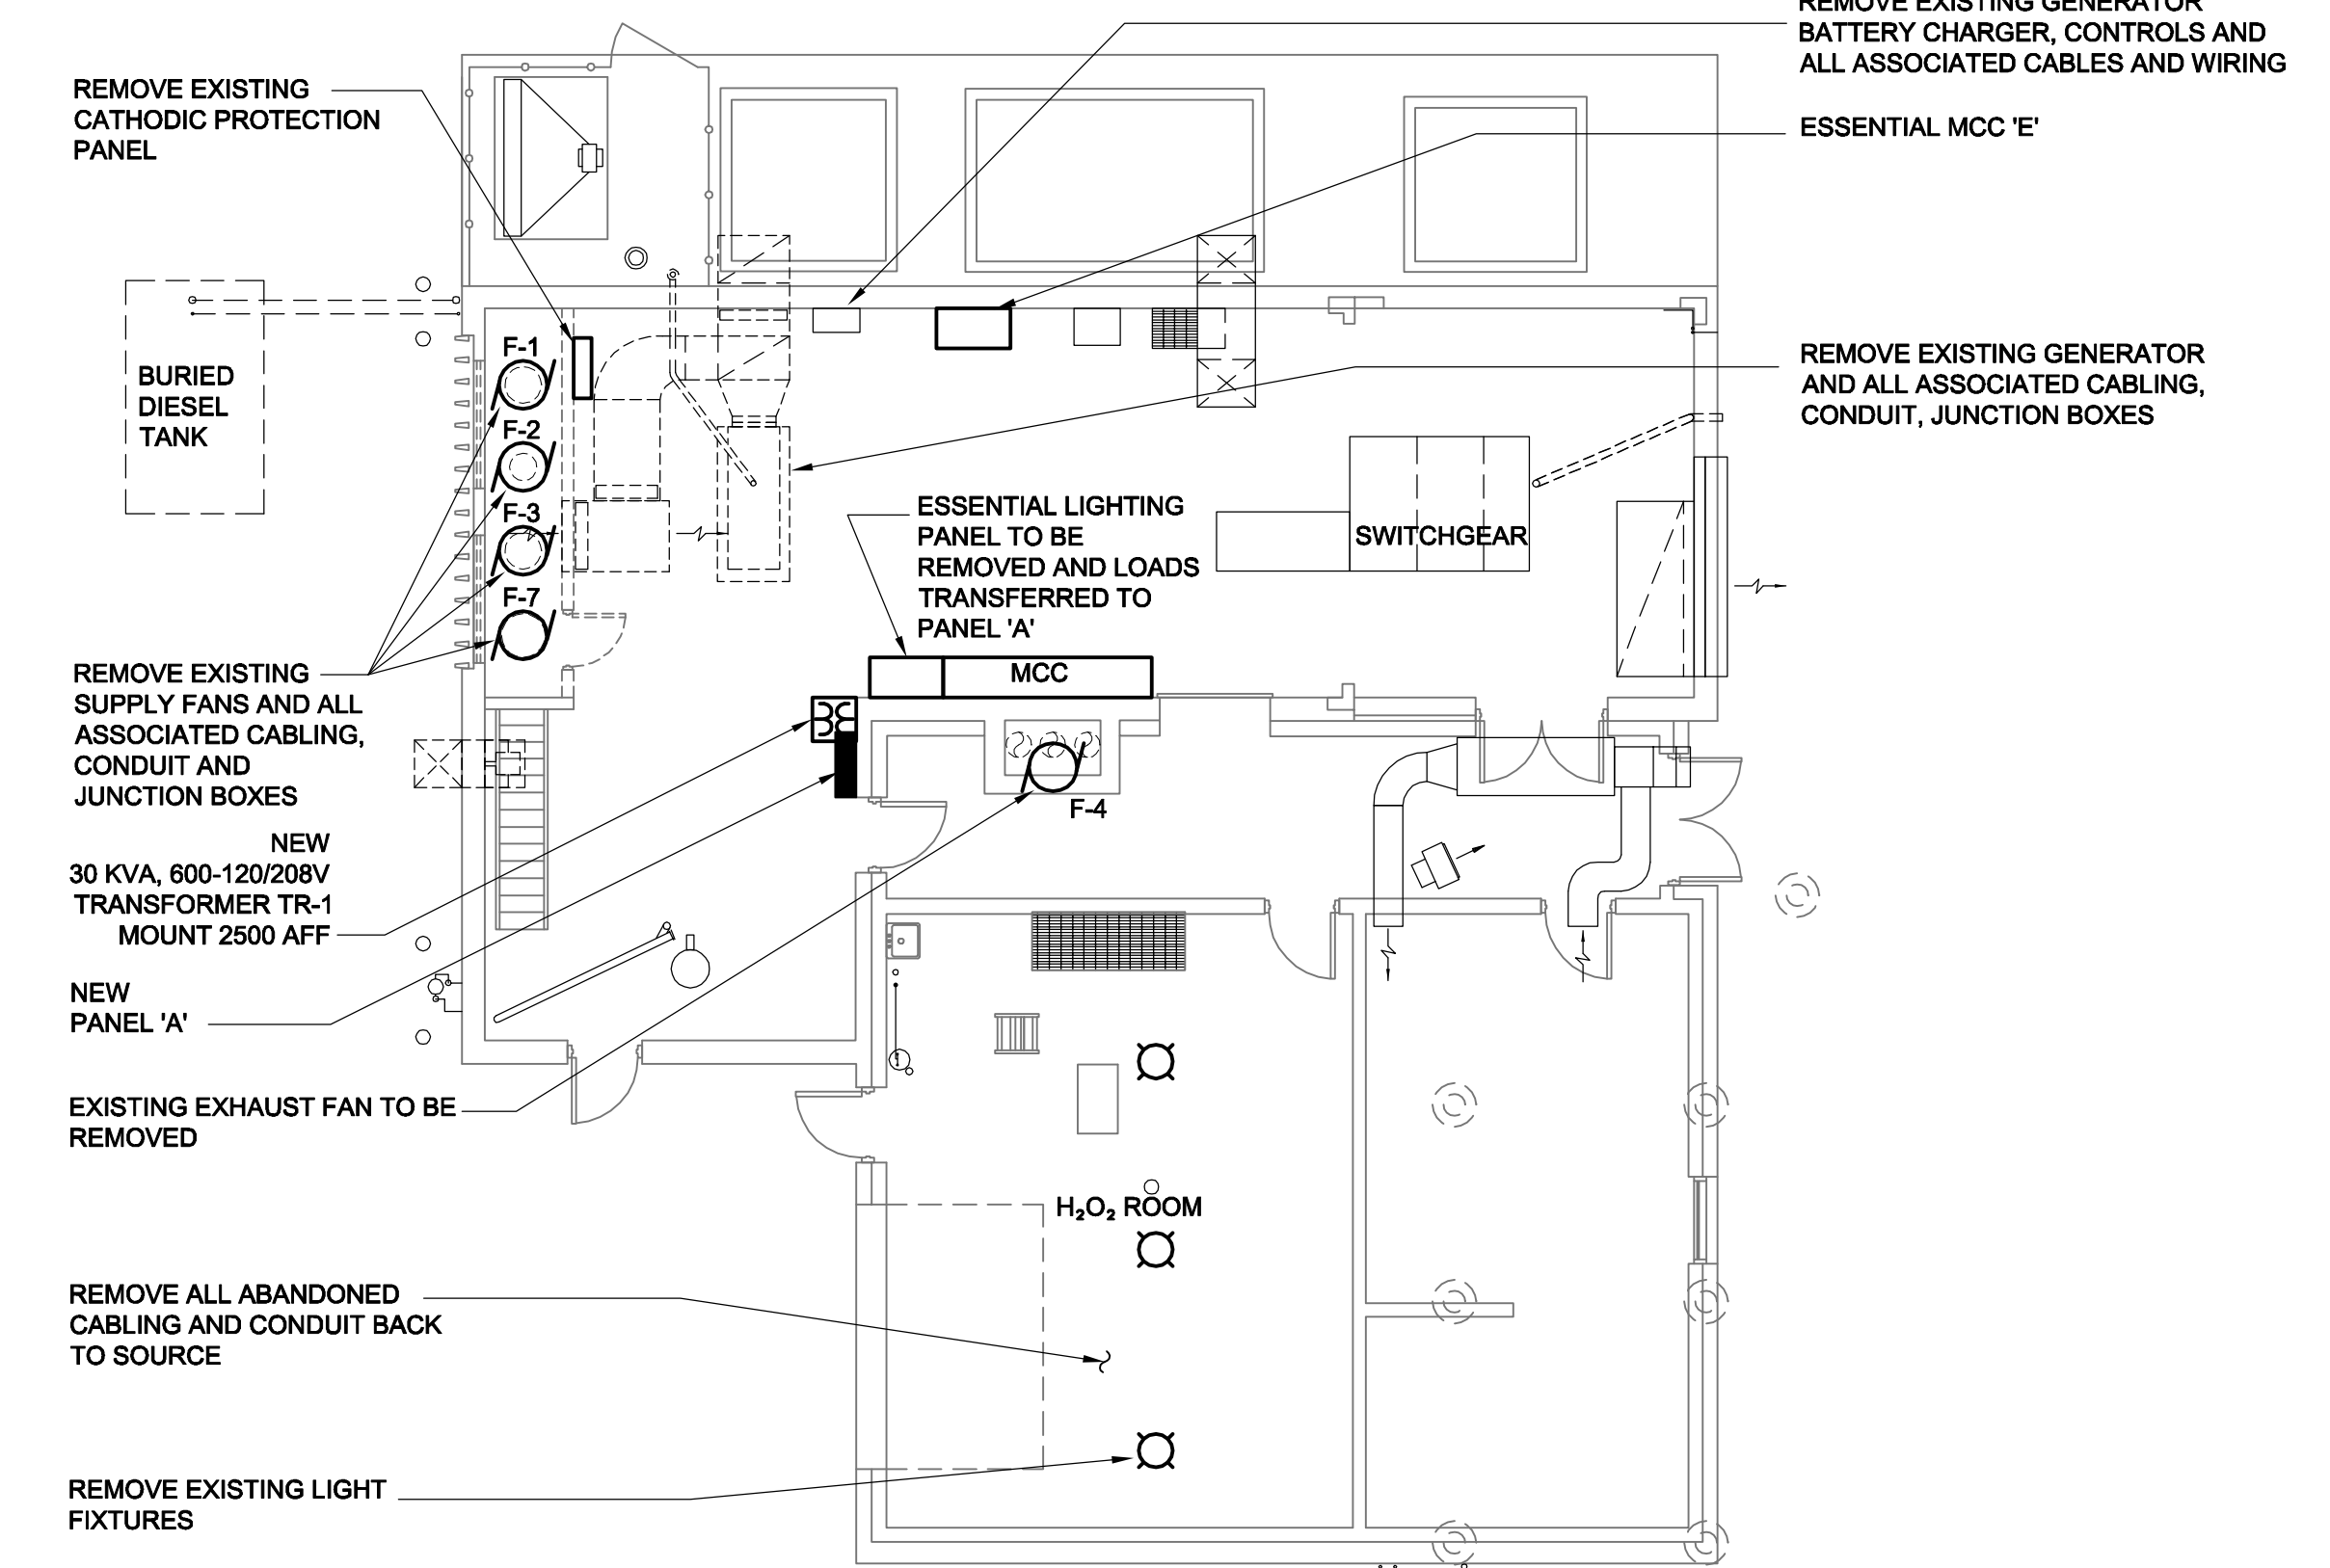 REMOVE EXISTING GENERATOR
BATTERY CHARGER, CONTROLS AND
ALL ASSOCIATED CABLES AND WIRING
REMOVE EXISTING
CATHODIC PROTECTION
PANEL
ESSENTIAL MCC 'E'
F-1
REMOVE EXISTING GENERATOR
AND ALL ASSOCIATED CABLING,
CONDUIT, JUNCTION BOXES
BURIED
DIESEL
TANK
F-2
F-3
ESSENTIAL LIGHTING
PANEL TO BE
REMOVED AND LOADS
TRANSFERRED TO
PANEL 'A'
SWITCHGEAR
F-7
MCC
REMOVE EXISTING
SUPPLY FANS AND ALL
ASSOCIATED CABLING,
CONDUIT AND
JUNCTION BOXES
F-4
NEW
30 KVA, 600-120/208V
TRANSFORMER TR-1
MOUNT 2500 AFF
NEW
PANEL 'A'
EXISTING EXHAUST FAN TO BE
REMOVED
H₂O₂ ROOM
REMOVE ALL ABANDONED
CABLING AND CONDUIT BACK
TO SOURCE
REMOVE EXISTING LIGHT
FIXTURES